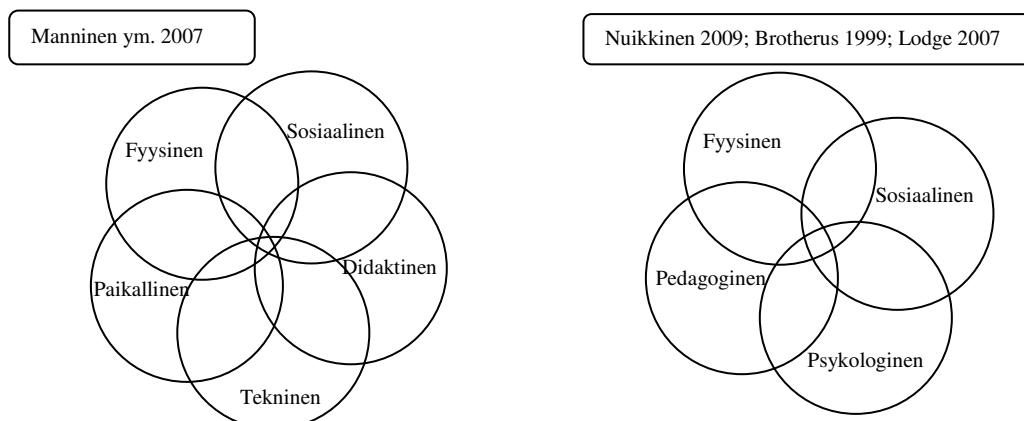 Manninen ym. 2007
Fyysinen
Sosiaalinen
Didaktinen
Paikallinen
Tekninen
Nuikkinen 2009; Brotherus 1999; Lodge 2007
Fyysinen
Sosiaalinen
Pedagoginen
Psykologinen